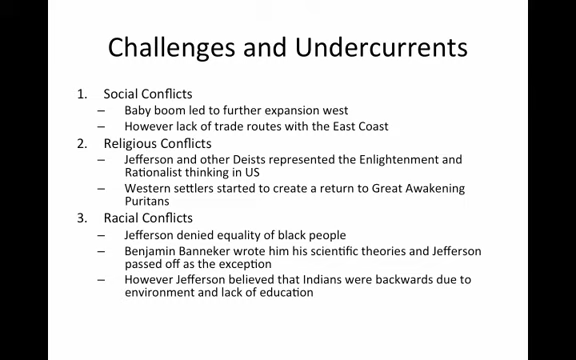 Challenges and Undercurrents
1. Social Conflicts
– Baby boom led to further expansion west
– However lack of trade routes with the East Coast
2. Religious Conflicts
– Jefferson and other Deists represented the Enlightenment and
Rationalist thinking in US
– Western settlers started to create a return to Great Awakening
Puritans
3. Racial Conflicts
– Jefferson denied equality of black people
– Benjamin Banneker wrote him his scientific theories and Jefferson
passed off as the exception
– However Jefferson believed that Indians were backwards due to
environment and lack of education